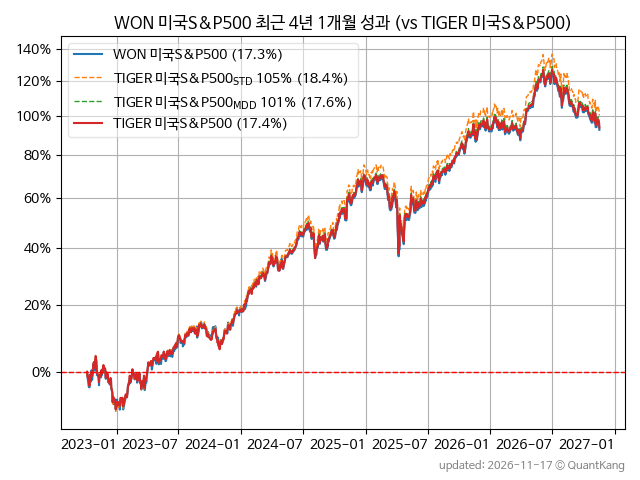 WON 미국S&P500 최근 4년 1개월 성과 (vs TIGER 미국S&P500)
140%
120%
100%
80%
60%
40%
20%
0%
WON 미국S&P500 (17.3%)
TIGER 미국S&P500STD 105% (18.4%)
TIGER 미국S&P500MDD 101% (17.6%)
TIGER 미국S&P500 (17.4%)
2023-01 2023-07 2024-01 2024-07 2025-01 2025-07 2026-01 2026-07 2027-01
updated: 2026-11-17 © QuantKang